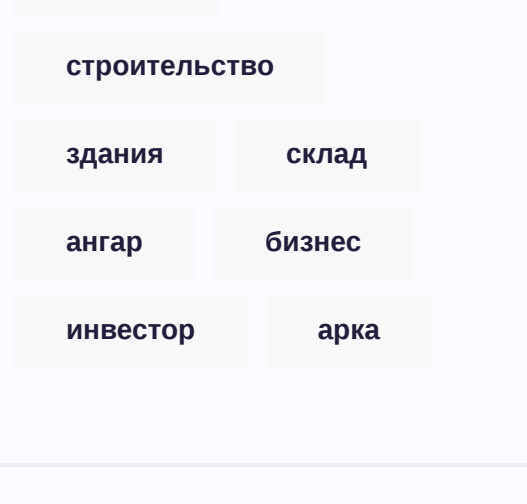 строительство
здания склад
ангар бизнес
инвестор арка